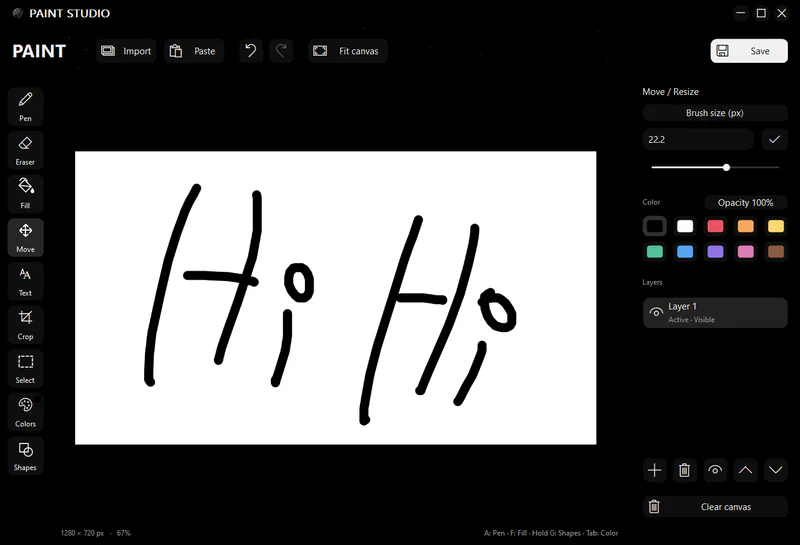 PAINT STUDIO
PAINT
Import
Paste
Fit canvas
Save
Pen
Eraser
Fill
Move
Text
Crop
Select
Colors
Shapes
Hi Hi
Move / Resize
Brush size (px)
22.2
Color
Opacity 100%
Layers
Layer 1
Active · Visible
Clear canvas
1280 × 720 px · 67%
A: Pen · F: Fill · Hold G: Shapes · Tab: Color